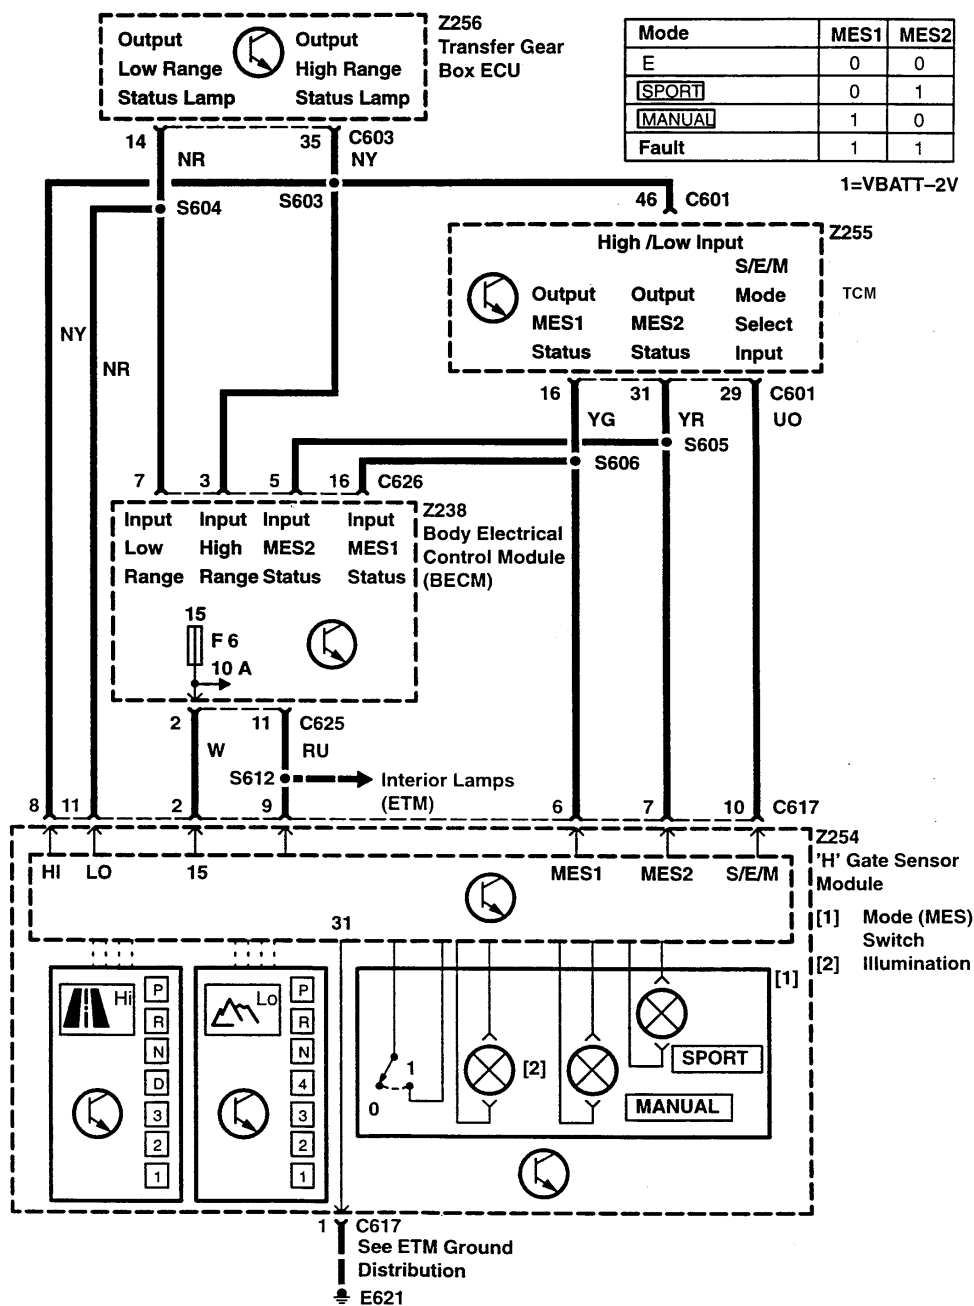 Output
Low Range
Status Lamp
Output
High Range
Status Lamp
Z256
Transfer Gear
Box ECU
Mode MES1 MES2
E 0 0
SPORT 0 1
MANUAL 1 0
Fault 1 1
1=VBATT–2V
14 35 C603
NR NY
S604 S603
46 C601
Z255
TCM
High /Low Input
Output
MES1
Status
Output
MES2
Status
S/E/M
Mode
Select
Input
NY
NR
16 31 29 C601
YG YR UO
S605
S606
7 3 5 16 C626
Z238
Body Electrical
Control Module
(BECM)
Input
Low
Range
Input
High
Range
Input
MES2
Status
Input
MES1
Status
15
F 6
10 A
2 11 C625
W RU
S612
Interior Lamps
(ETM)
8 11 2 9 6 7 10 C617
Z254
'H' Gate Sensor
Module
[1] Mode (MES)
Switch
[2] Illumination
HI LO 15 MES1 MES2 S/E/M
31
Hi
P
R
N
D
3
2
1
Lo
P
R
N
4
3
2
1
[1]
1
0
[2]
SPORT
MANUAL
1 C617
See ETM Ground
Distribution
E621